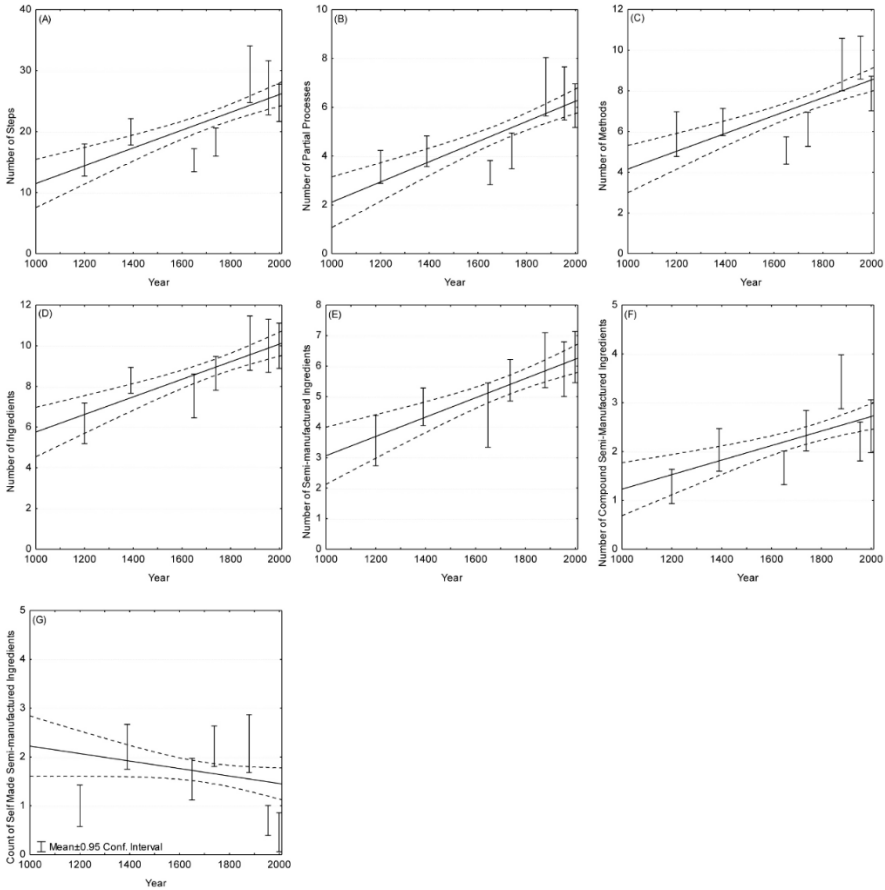 (A)
Number of Steps
40
30
20
10
0
1000 1200 1400 1600 1800 2000
Year
(B)
Number of Partial Processes
10
8
6
4
2
0
1000 1200 1400 1600 1800 2000
Year
(C)
Number of Methods
12
10
8
6
4
2
0
1000 1200 1400 1600 1800 2000
Year
(D)
Number of Ingredients
12
10
8
6
4
2
0
1000 1200 1400 1600 1800 2000
Year
(E)
Number of Semi-manufactured Ingredients
8
7
6
5
4
3
2
1
0
1000 1200 1400 1600 1800 2000
Year
(F)
Number of Compound Semi-Manufactured Ingredients
5
4
3
2
1
0
1000 1200 1400 1600 1800 2000
Year
(G)
Count of Self Made Semi-manufactured Ingredients
5
4
3
2
1
0
Mean±0.95 Conf. Interval
1000 1200 1400 1600 1800 2000
Year